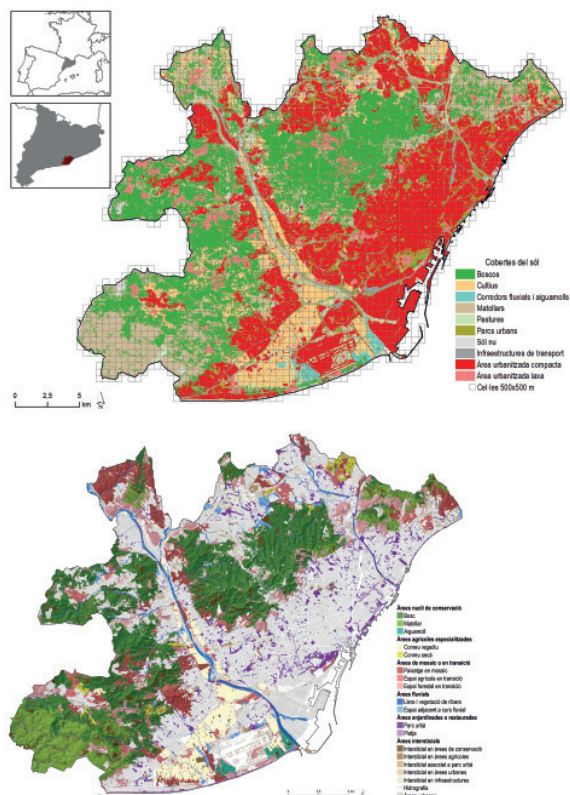 Cobertes del sòl
Boscos
Cultius
Corredors fluvials i aiguamolls
Matollars
Pastures
Parcs urbans
Sòl nu
Infraestructures de transport
Àrea urbanitzada compacta
Àrea urbanitzada laxa
Cel·les 500x500 m
0 2,5 5
km
N
Àrees nucli de conservació
Bosc
Matollar
Aiguamoll
Àrees agrícoles especialitzades
Conreu regadiu
Conreu secà
Àrees de mosaic o en transició
Paisatge en mosaic
Espai agrícola en transició
Espai forestal en transició
Àrees fluvials
Llera i vegetació de ribera
Espai adjacent a curs fluvial
Àrees enjardinades o restaurades
Parc urbà
Platja
Àrees intersticials
Intersticial en àrees de conservació
Intersticial en àrees agrícoles
Intersticial associat a parc urbà
Intersticial en àrees urbanes
Intersticial en infraestructures
Hidrografia